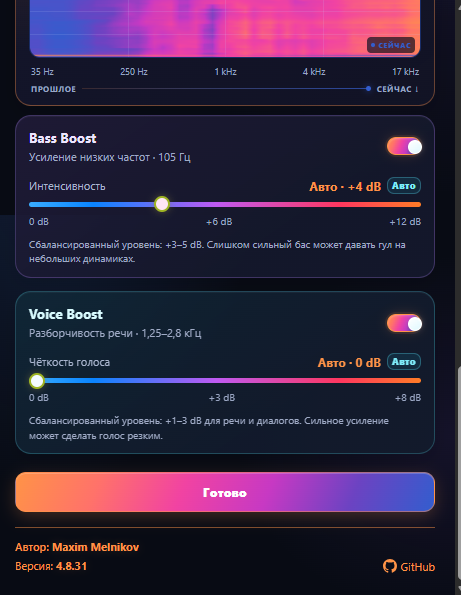 СЕЙЧАС
35 Hz 250 Hz 1 kHz 4 kHz 17 kHz
ПРОШЛОЕ СЕЙЧАС ↓
Bass Boost
Усиление низких частот · 105 Гц
Интенсивность Авто · +4 dB Авто
0 dB +6 dB +12 dB
Сбалансированный уровень: +3–5 dB. Слишком сильный бас может давать гул на
небольших динамиках.
Voice Boost
Разборчивость речи · 1,25–2,8 кГц
Чёткость голоса Авто · 0 dB Авто
0 dB +3 dB +8 dB
Сбалансированный уровень: +1–3 dB для речи и диалогов. Сильное усиление
может сделать голос резким.
Готово
Автор: Maxim Melnikov
Версия: 4.8.31 GitHub